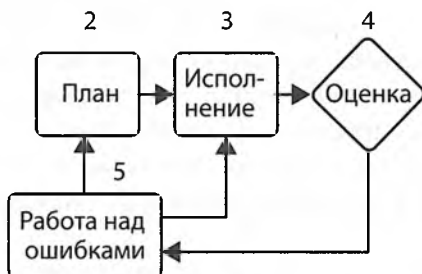 2
3
4
План
Испол-
нение
Оценка
5
Работа над
ошибками